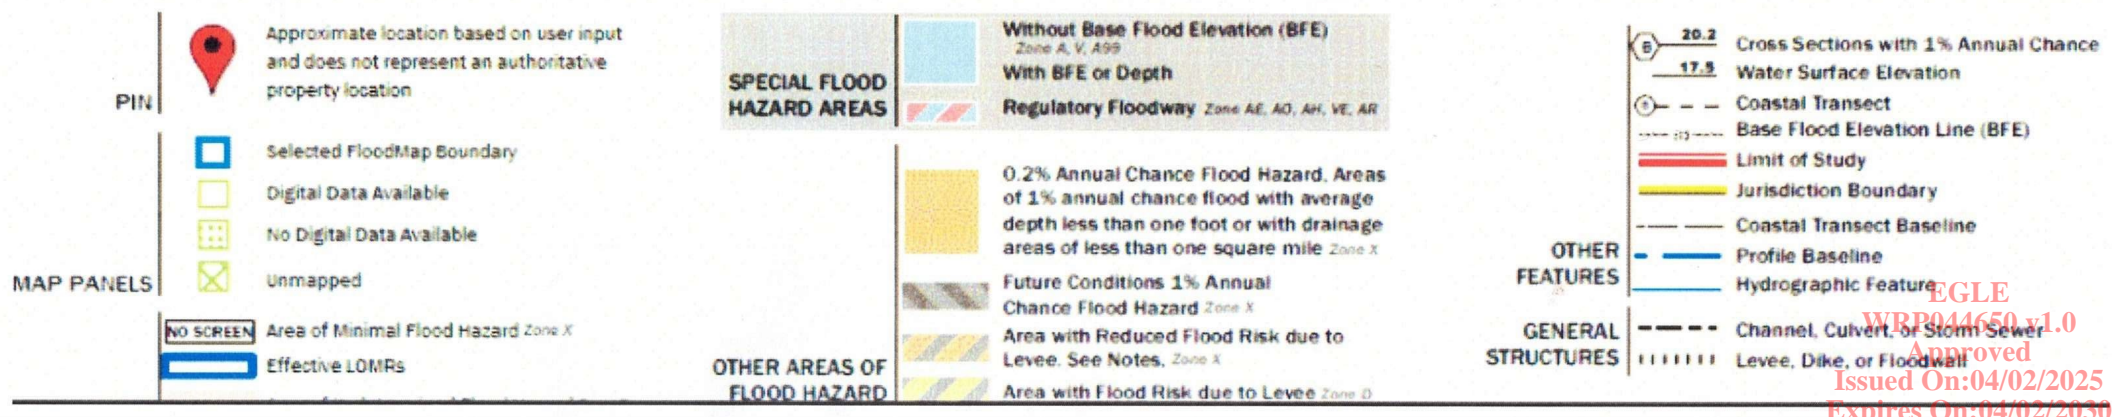 Approximate location based on user input
and does not represent an authoritative
property location
PIN
Selected FloodMap Boundary
Digital Data Available
No Digital Data Available
Unmapped
MAP PANELS
NO SCREEN Area of Minimal Flood Hazard Zone X
Effective LOMRs
Without Base Flood Elevation (BFE)
Zone A, V, A99
With BFE or Depth
SPECIAL FLOOD
HAZARD AREAS
Regulatory Floodway Zone AE, AO, AH, VE, AR
0.2% Annual Chance Flood Hazard, Areas
of 1% annual chance flood with average
depth less than one foot or with drainage
areas of less than one square mile Zone X
Future Conditions 1% Annual
Chance Flood Hazard Zone X
Area with Reduced Flood Risk due to
Levee. See Notes. Zone X
OTHER AREAS OF
FLOOD HAZARD
Area with Flood Risk due to Levee Zone D
B 20.2 Cross Sections with 1% Annual Chance
17.5 Water Surface Elevation
Coastal Transect
Base Flood Elevation Line (BFE)
Limit of Study
Jurisdiction Boundary
Coastal Transect Baseline
OTHER
FEATURES
Profile Baseline
Hydrographic Feature
GENERAL
STRUCTURES
Channel, Culvert, or Storm Sewer
Levee, Dike, or Floodwall
EGLE
WRP044650 v1.0
Approved
Issued On:04/02/2025
Expires On:04/02/2030